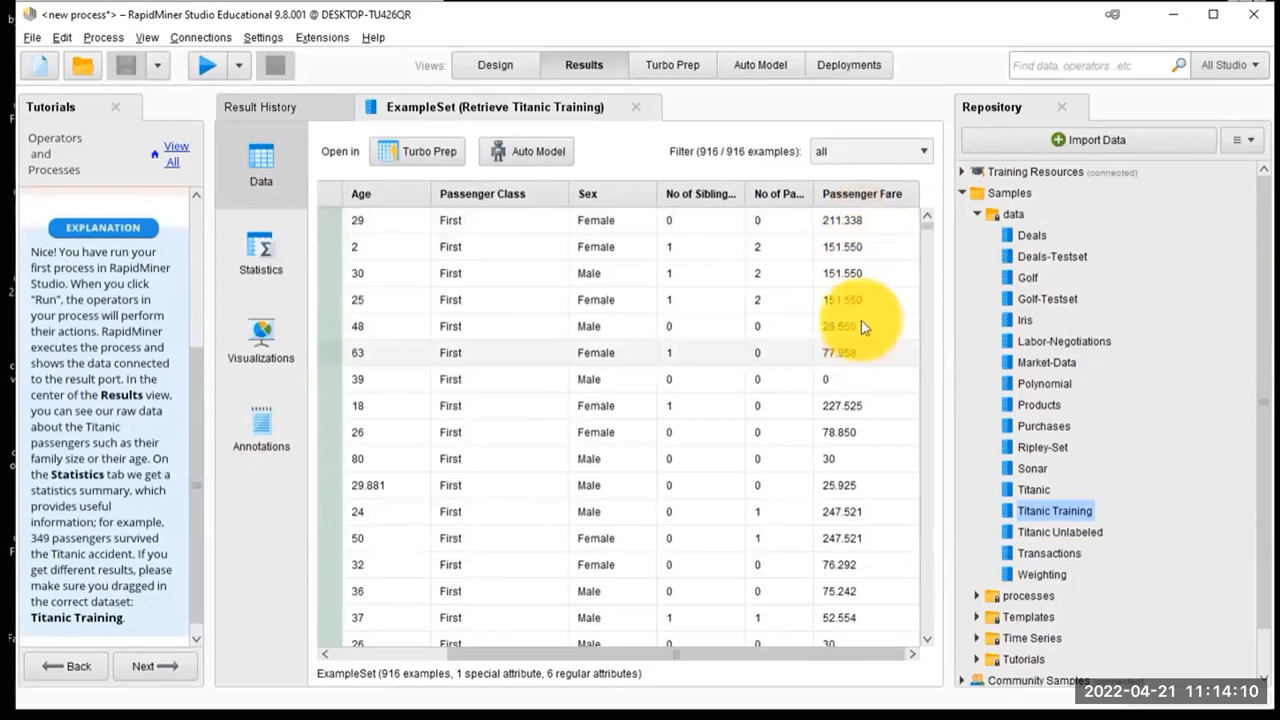 <new process*> – RapidMiner Studio Educational 9.8.001 @ DESKTOP-TU426QR
File Edit Process View Connections Settings Extensions Help
Views: Design Results Turbo Prep Auto Model Deployments Find data, operators...etc All Studio
Tutorials
Operators
and
Processes
View
All
EXPLANATION
Nice! You have run your
first process in RapidMiner
Studio. When you click
"Run", the operators in
your process will perform
their actions. RapidMiner
executes the process and
shows the data connected
to the result port. In the
center of the Results view,
you can see our raw data
about the Titanic
passengers such as their
family size or their age. On
the Statistics tab we get a
statistics summary, which
provides useful
information; for example,
349 passengers survived
the Titanic accident. If you
get different results, please
make sure you dragged in
the correct dataset:
Titanic Training.
Back Next
Result History ExampleSet (Retrieve Titanic Training)
Data
Statistics
Visualizations
Annotations
Open in Turbo Prep Auto Model Filter (916 / 916 examples): all
Age Passenger Class Sex No of Sibling... No of Pa... Passenger Fare
29 First Female 0 0 211.338
2 First Female 1 2 151.550
30 First Male 1 2 151.550
25 First Female 1 2 151.550
48 First Male 0 0 26.550
63 First Female 1 0 77.958
39 First Male 0 0 0
18 First Female 1 0 227.525
26 First Female 0 0 78.850
80 First Male 0 0 30
29.881 First Male 0 0 25.925
24 First Male 0 1 247.521
50 First Female 0 1 247.521
32 First Female 0 0 76.292
36 First Male 0 0 75.242
37 First Male 1 1 52.554
26 First Male 0 0 30
ExampleSet (916 examples, 1 special attribute, 6 regular attributes)
Repository
Import Data
Training Resources (connected)
Samples
data
Deals
Deals-Testset
Golf
Golf-Testset
Iris
Labor-Negotiations
Market-Data
Polynomial
Products
Purchases
Ripley-Set
Sonar
Titanic
Titanic Training
Titanic Unlabeled
Transactions
Weighting
processes
Templates
Time Series
Tutorials
Community Samples (connected)
2022-04-21 11:14:10